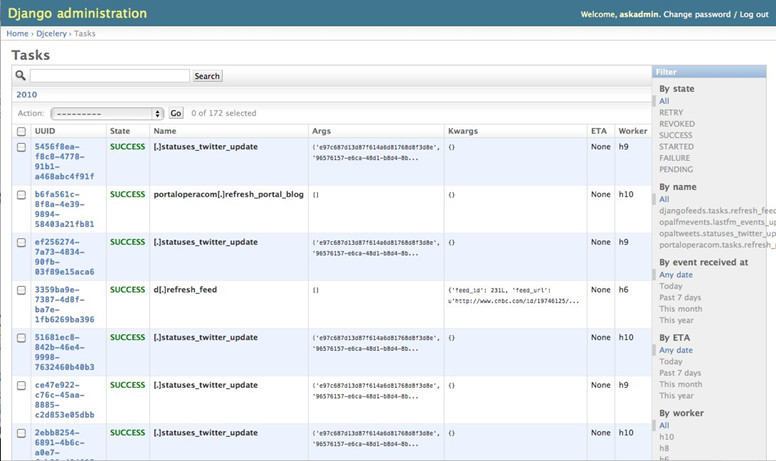 Django administration
Welcome, askadmin. Change password / Log out
Home › Djcelery › Tasks
Tasks
Search
2010
Action: --------- Go 0 of 172 selected
UUID State Name Args Kwargs ETA Worker
5456f8ea-
f8c8-4778-
91b1-
a468abc4f91f
SUCCESS
[.]statuses_twitter_update
('e97c687d13d87f614a6d81768d8f3d8e',
'96576157-e6ca-48d1-b8d4-8b...
{}
None
h9
b6fa561c-
8f8a-4e39-
9894-
58403a21fb81
SUCCESS
portaloperacom[.]refresh_portal_blog
[]
{}
None
h10
ef256274-
7a73-4834-
90fb-
03f89e15aca6
SUCCESS
[.]statuses_twitter_update
('e97c687d13d87f614a6d81768d8f3d8e',
'96576157-e6ca-48d1-b8d4-8b...
{}
None
h9
3359ba9e-
7387-4d8f-
ba7e-
1fb6269ba396
SUCCESS
d[.]refresh_feed
[]
{'feed_id': 231L, 'feed_url':
u'http://www.cnbc.com/id/19746125/...
None
h6
51681ec8-
842b-46e4-
9998-
7632460b40b3
SUCCESS
[.]statuses_twitter_update
('e97c687d13d87f614a6d81768d8f3d8e',
'96576157-e6ca-48d1-b8d4-8b...
{}
None
h10
ce47e922-
c76c-45aa-
8885-
c2d853e05dbb
SUCCESS
[.]statuses_twitter_update
('e97c687d13d87f614a6d81768d8f3d8e',
'96576157-e6ca-48d1-b8d4-8b...
{}
None
h9
2ebb8254-
6891-4b6c-
a0e7-
SUCCESS
[.]statuses_twitter_update
('e97c687d13d87f614a6d81768d8f3d8e',
'96576157-e6ca-48d1-b8d4-8b...
{}
None
h10
Filter
By state
All
RETRY
REVOKED
SUCCESS
STARTED
FAILURE
PENDING
By name
All
djangofeeds.tasks.refresh_feed
opalfmevents.lastfm_events_up
opaltweets.statuses_twitter_up
portaloperacom.tasks.refresh_p
By event received at
Any date
Today
Past 7 days
This month
This year
By ETA
Any date
Today
Past 7 days
This month
This year
By worker
All
h10
h8
h6